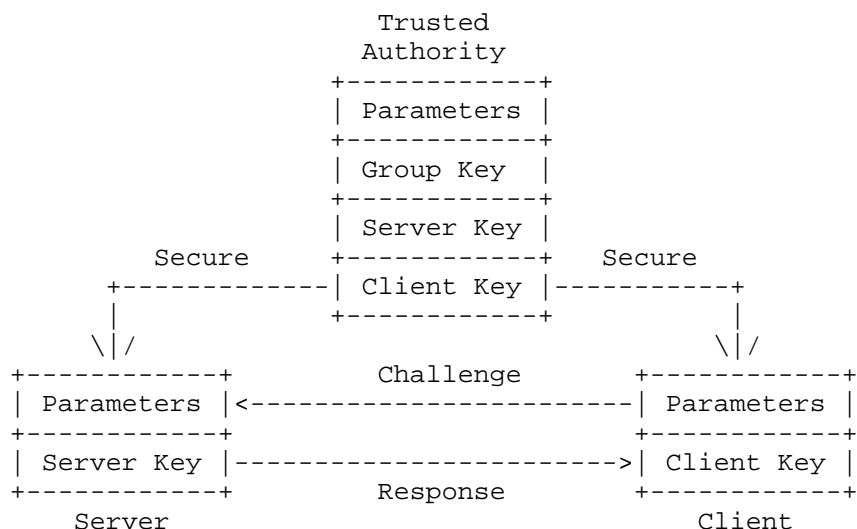 Trusted
Authority
Parameters
Group Key
Server Key
Secure Secure
Client Key
Challenge
Parameters Parameters
Server Key Client Key
Response
Server Client